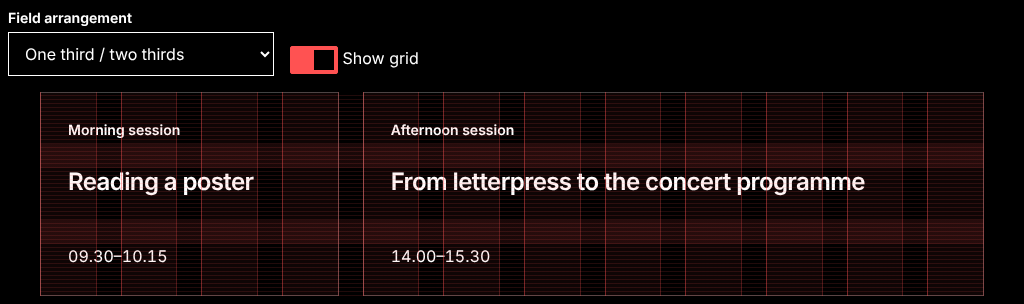 Field arrangement
One third / two thirds
Show grid
Morning session
Reading a poster
09.30–10.15
Afternoon session
From letterpress to the concert programme
14.00–15.30